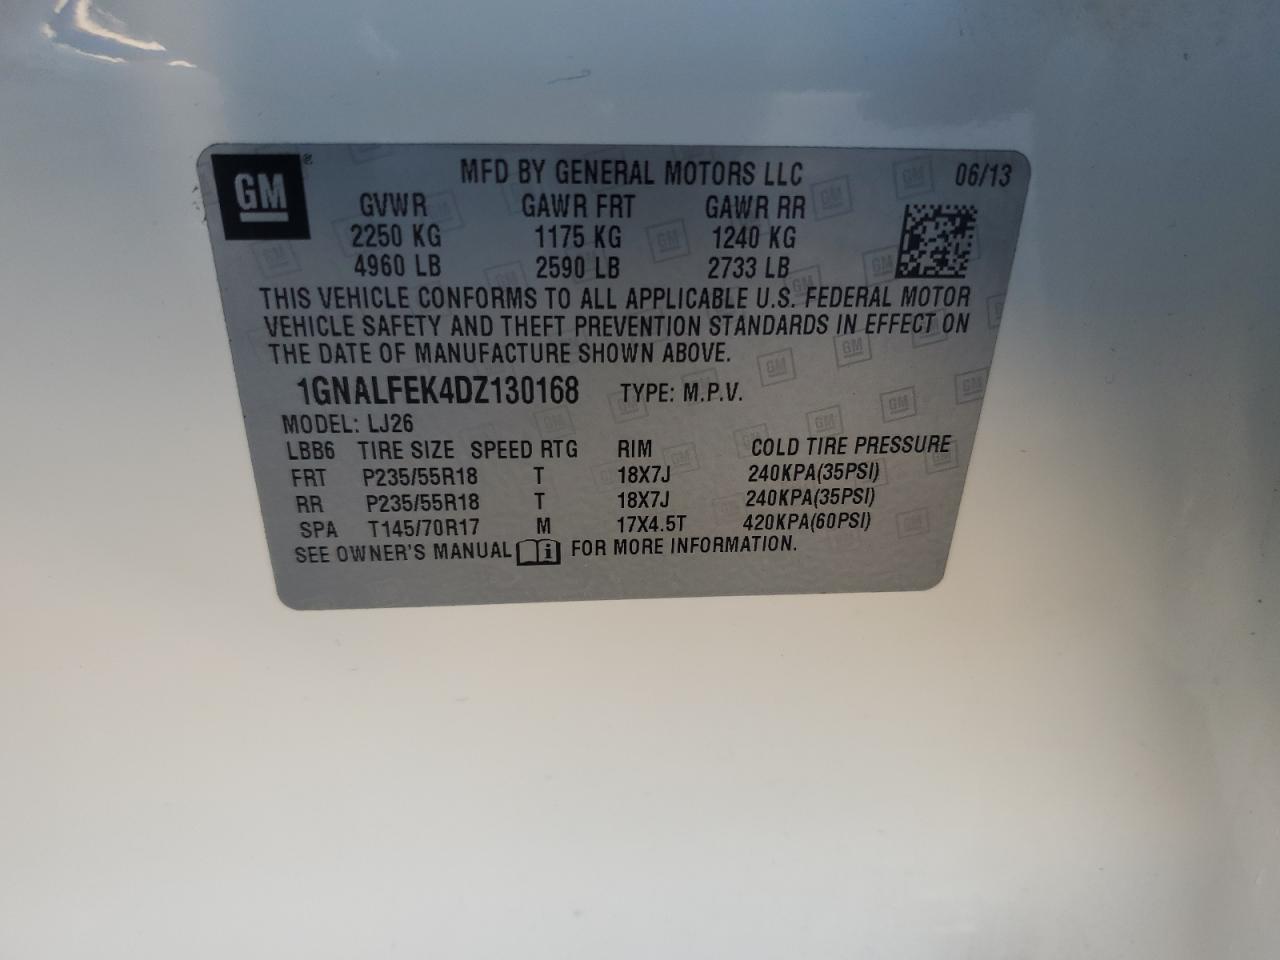 GM ® MFD BY GENERAL MOTORS LLC 06/13
GVWR GAWR FRT GAWR RR
2250 KG 1175 KG 1240 KG
4960 LB 2590 LB 2733 LB
THIS VEHICLE CONFORMS TO ALL APPLICABLE U.S. FEDERAL MOTOR
VEHICLE SAFETY AND THEFT PREVENTION STANDARDS IN EFFECT ON
THE DATE OF MANUFACTURE SHOWN ABOVE.
1GNALFEK4DZ130168 TYPE: M.P.V.
MODEL: LJ26
LBB6 TIRE SIZE SPEED RTG RIM COLD TIRE PRESSURE
FRT P235/55R18 T 18X7J 240KPA(35PSI)
RR P235/55R18 T 18X7J 240KPA(35PSI)
SPA T145/70R17 M 17X4.5T 420KPA(60PSI)
SEE OWNER'S MANUAL i FOR MORE INFORMATION.